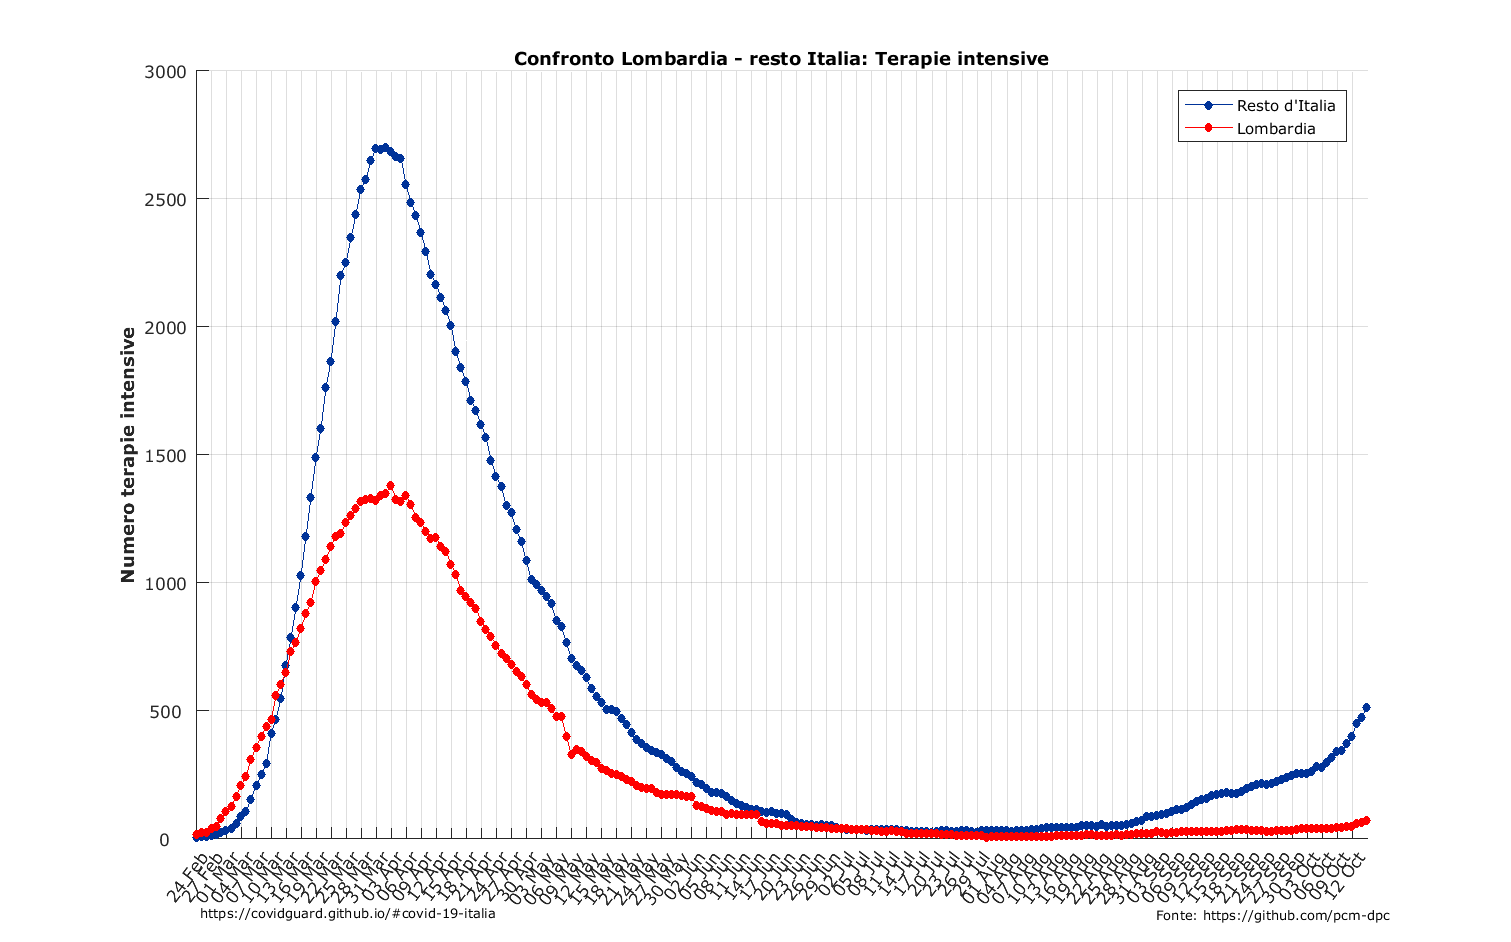 Confronto Lombardia - resto Italia: Terapie intensive
Resto d'Italia
Lombardia
Numero terapie intensive
3000
2500
2000
1500
1000
500
0
24 Feb
27 Feb
01 Mar
04 Mar
07 Mar
10 Mar
13 Mar
16 Mar
19 Mar
22 Mar
25 Mar
28 Mar
31 Mar
03 Apr
06 Apr
09 Apr
12 Apr
15 Apr
18 Apr
21 Apr
24 Apr
27 Apr
30 Apr
03 May
06 May
09 May
12 May
15 May
18 May
21 May
24 May
27 May
30 May
02 Jun
05 Jun
08 Jun
11 Jun
14 Jun
17 Jun
20 Jun
23 Jun
26 Jun
29 Jun
02 Jul
05 Jul
08 Jul
11 Jul
14 Jul
17 Jul
20 Jul
23 Jul
26 Jul
29 Jul
01 Aug
04 Aug
07 Aug
10 Aug
13 Aug
16 Aug
19 Aug
22 Aug
25 Aug
28 Aug
31 Aug
03 Sep
06 Sep
09 Sep
12 Sep
15 Sep
18 Sep
21 Sep
24 Sep
27 Sep
30 Sep
03 Oct
06 Oct
09 Oct
12 Oct
https://covidguard.github.io/#covid-19-italia
Fonte: https://github.com/pcm-dpc